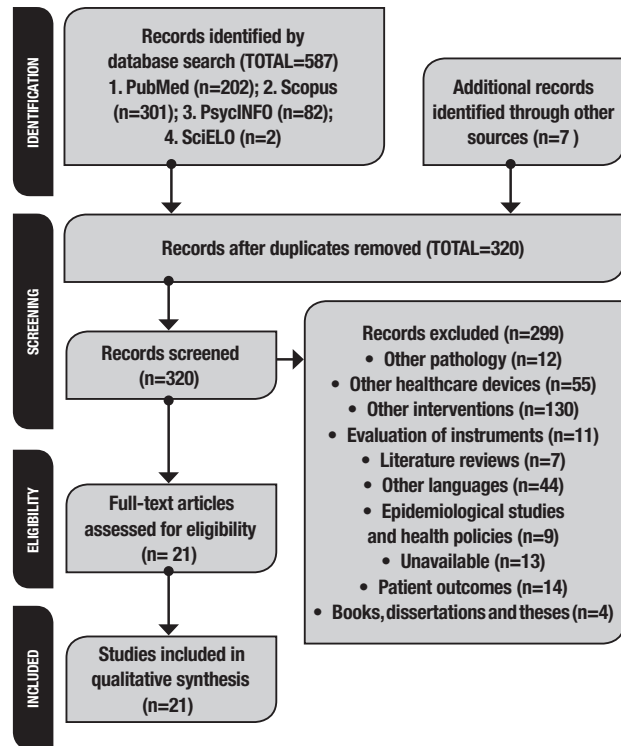 IDENTIFICATION
Records identified by
database search (TOTAL=587)
1. PubMed (n=202); 2. Scopus
(n=301); 3. PsycINFO (n=82);
4. SciELO (n=2)
Additional records
identified through other
sources (n=7 )
SCREENING
Records after duplicates removed (TOTAL=320)
Records screened
(n=320)
Records excluded (n=299)
• Other pathology (n=12)
• Other healthcare devices (n=55)
• Other interventions (n=130)
• Evaluation of instruments (n=11)
• Literature reviews (n=7)
• Other languages (n=44)
• Epidemiological studies
and health policies (n=9)
• Unavailable (n=13)
• Patient outcomes (n=14)
• Books, dissertations and theses (n=4)
ELIGIBILITY
Full-text articles
assessed for eligibility
(n= 21)
INCLUDED
Studies included in
qualitative synthesis
(n=21)